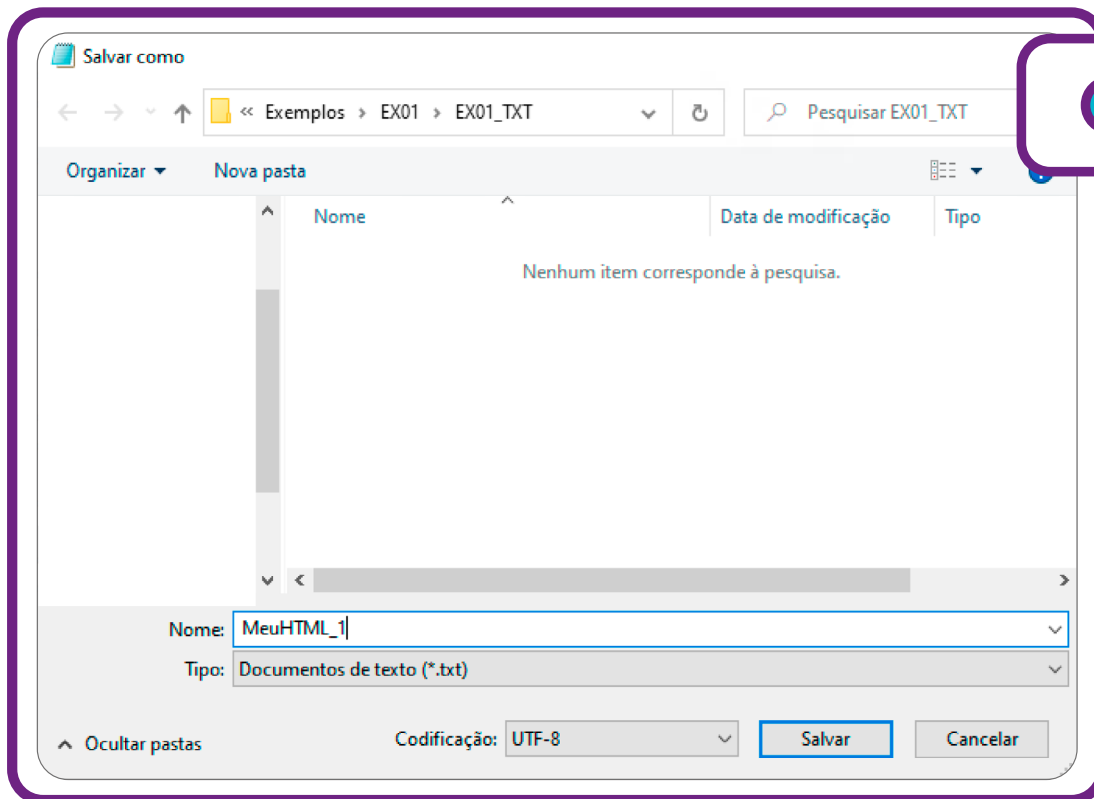 Salvar como
« Exemplos > EX01 > EX01_TXT
Pesquisar EX01_TXT
Organizar
Nova pasta
Nome
Data de modificação
Tipo
Nenhum item corresponde à pesquisa.
Nome: MeuHTML_1
Tipo: Documentos de texto (*.txt)
Ocultar pastas
Codificação: UTF-8
Salvar
Cancelar